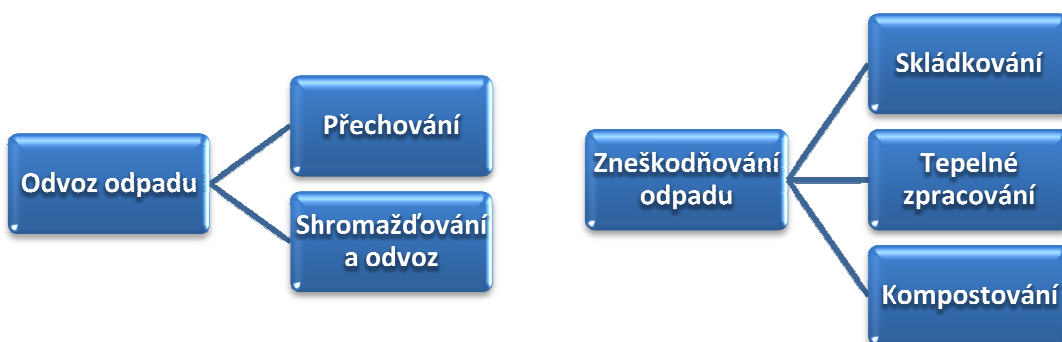 Odvoz odpadu
Přechování
Shromažďování
a odvoz
Zneškodňování
odpadu
Skládkování
Tepelné
zpracování
Kompostování